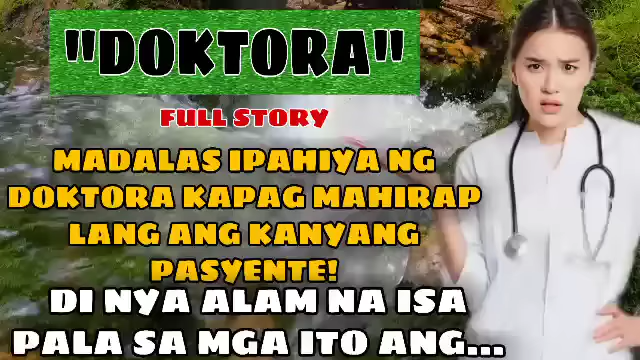 "DOKTORA"
FULL STORY
MADALAS IPAHIYA NG
DOKTORA KAPAG MAHIRAP
LANG ANG KANYANG
PASYENTE!
DI NYA ALAM NA ISA
PALA SA MGA ITO ANG...